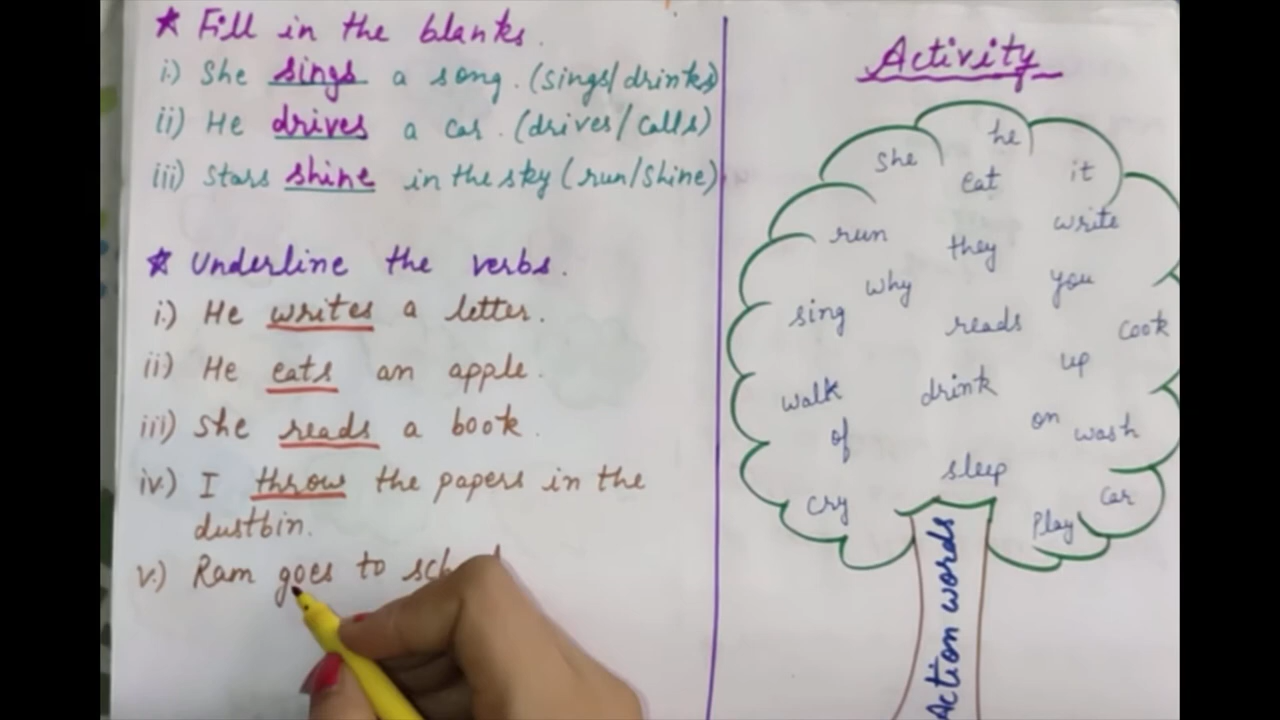 ★ Fill in the blanks.
i) She sings a song. (sings/drinks)
ii) He drives a car. (drives/calls)
iii) Stars shine in the sky (run/shine)
★ Underline the verbs.
i.) He writes a letter.
ii) He eats an apple.
iii) She reads a book.
iv.) I throw the papers in the
dustbin.
v.) Ram goes to
Activity
he
she
eat
it
run
they
write
why
you
sing
reads
cook
up
walk
drink
of
on
wash
sleep
cry
car
Play
Action words